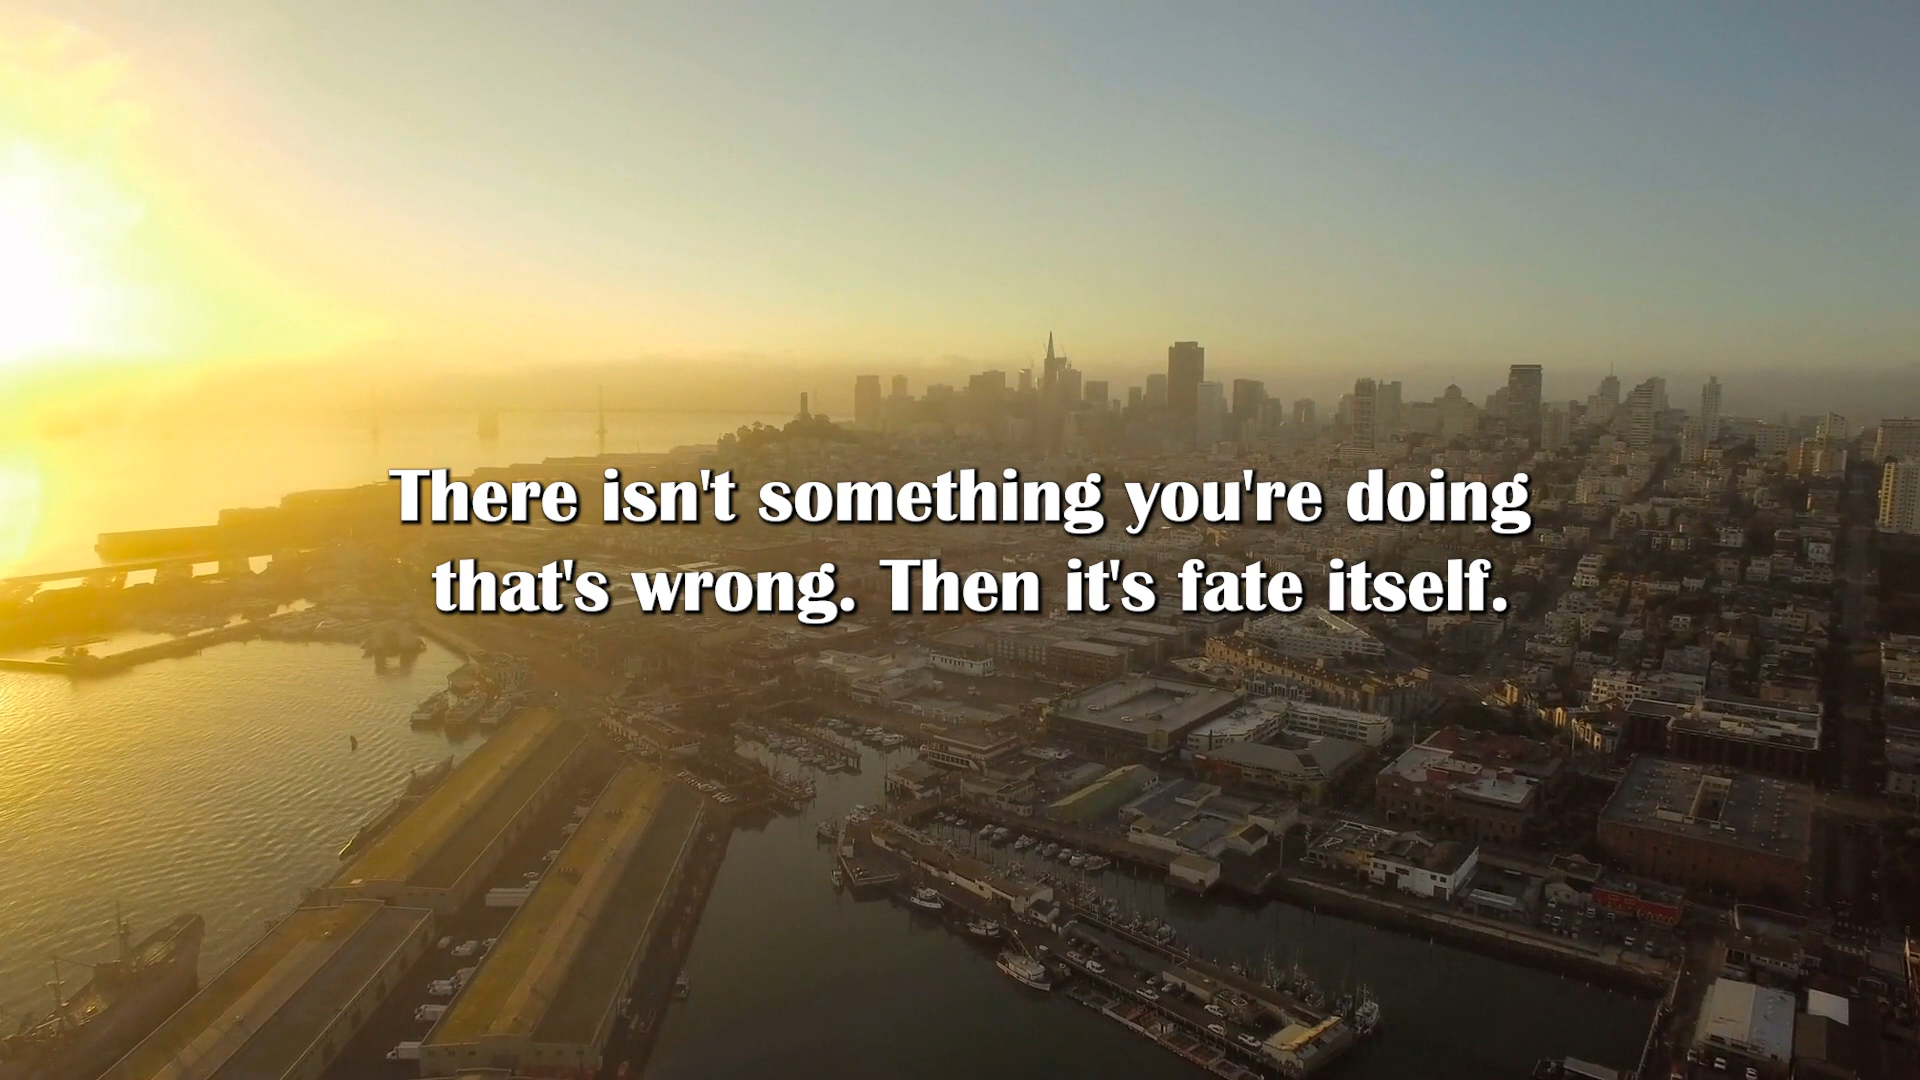 There isn't something you're doing
that's wrong. Then it's fate itself.